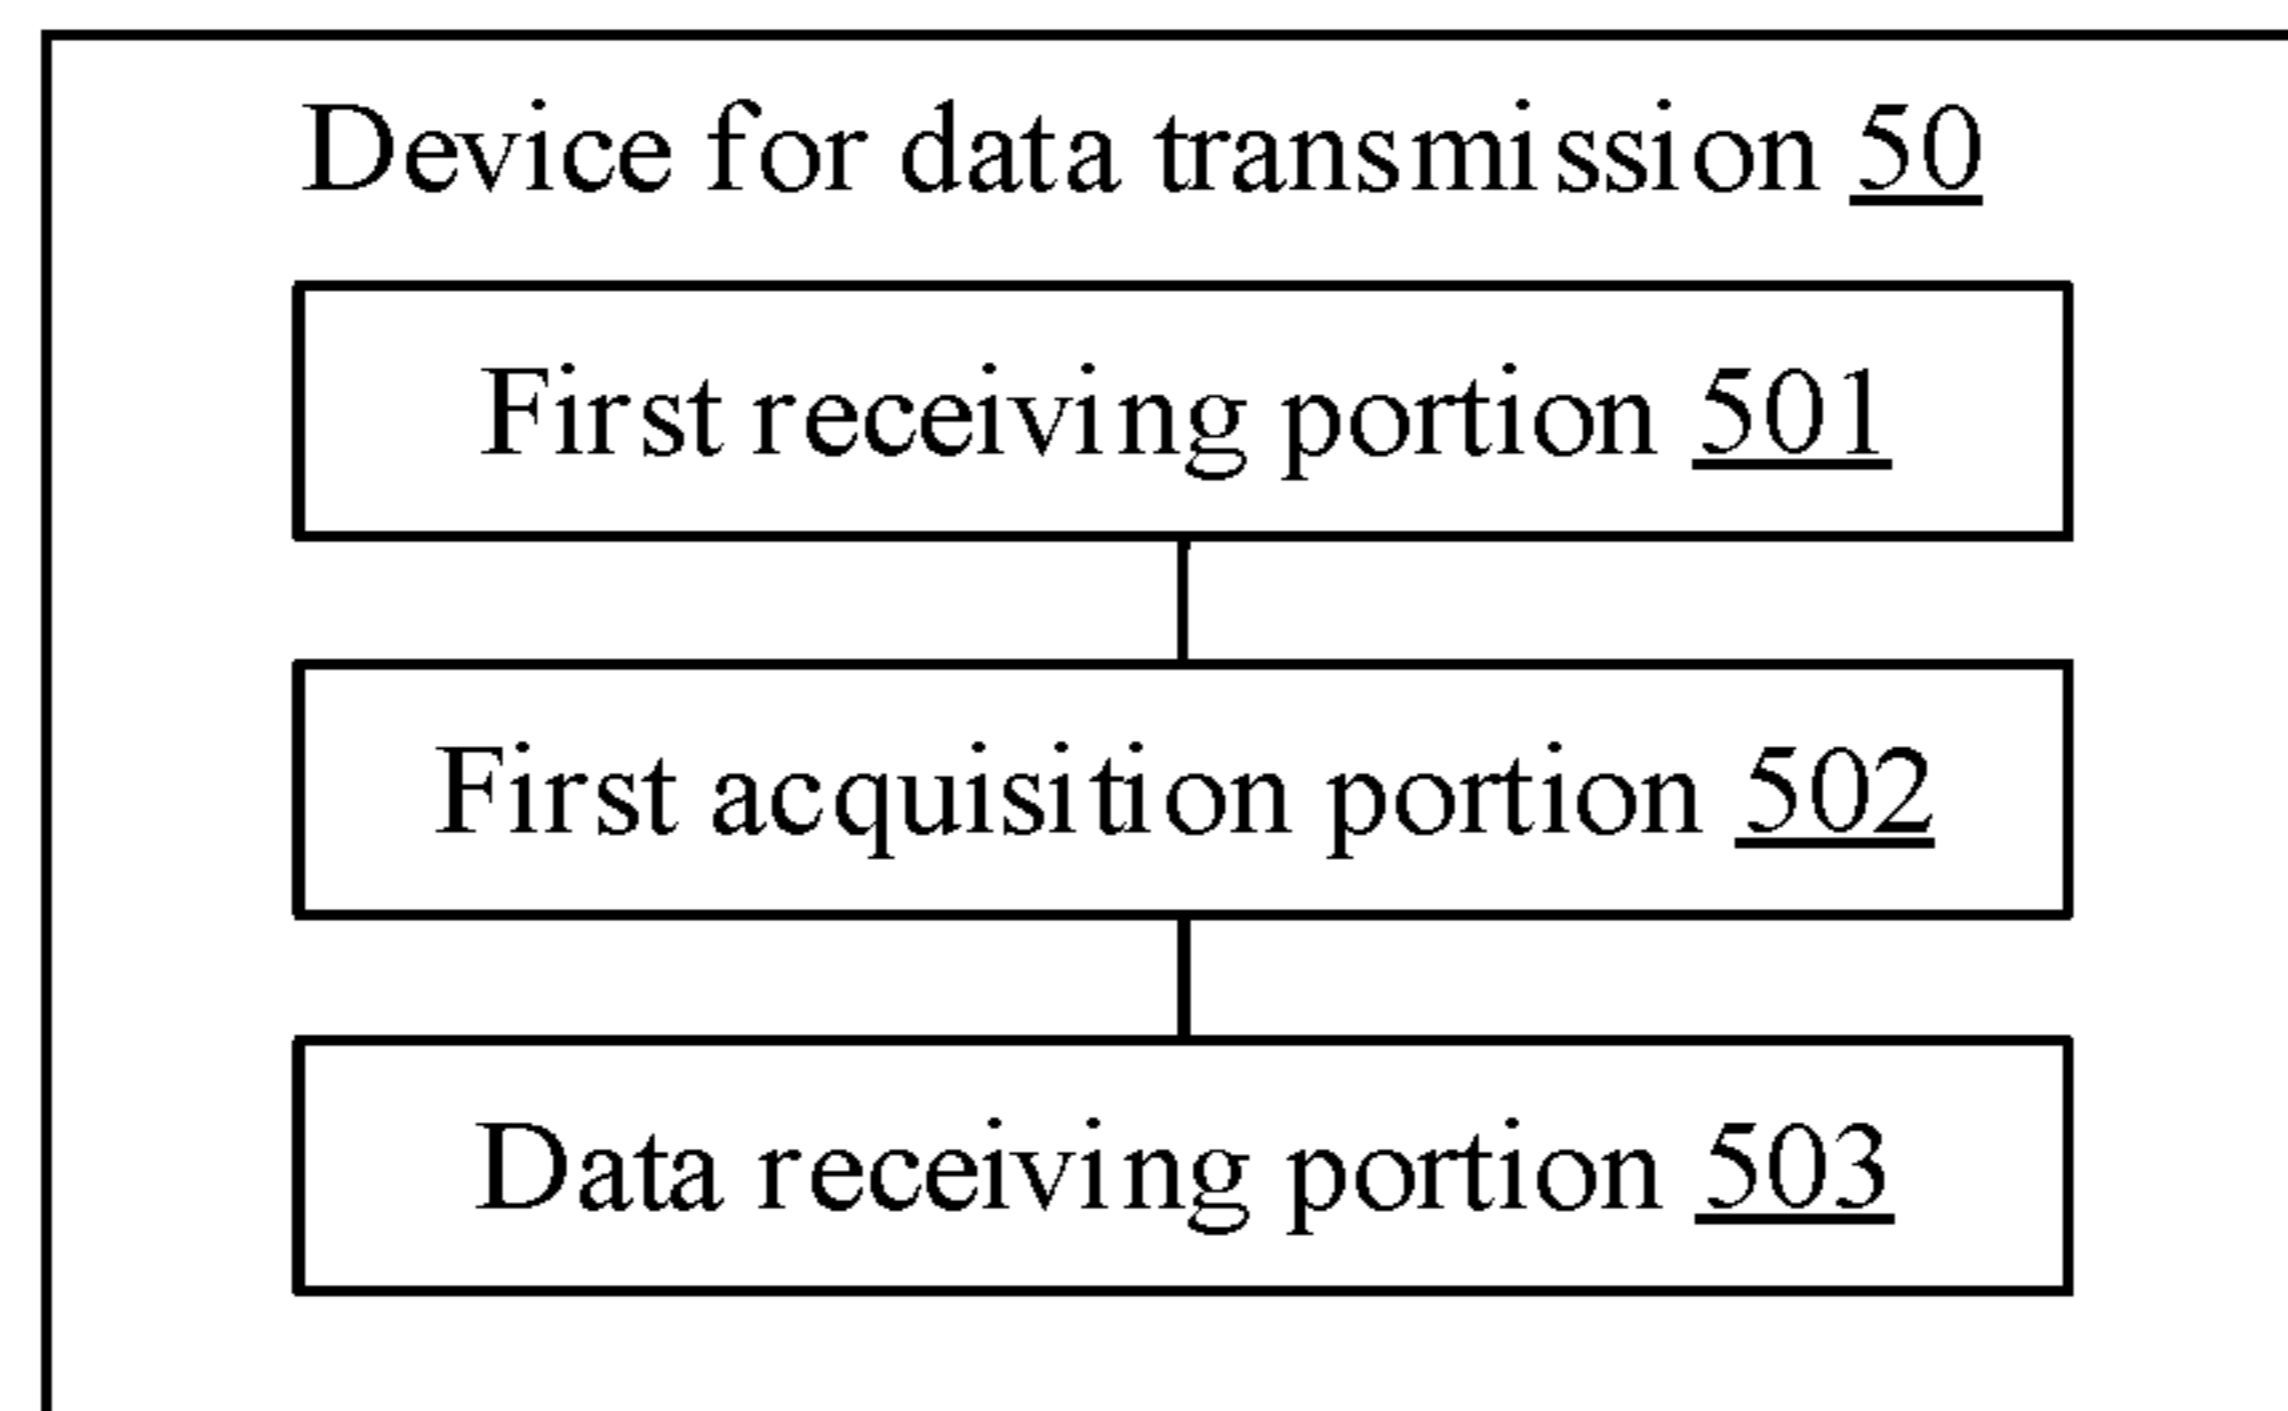 Device for data transmission 50
First receiving portion 501
First acquisition portion 502
Data receiving portion 503